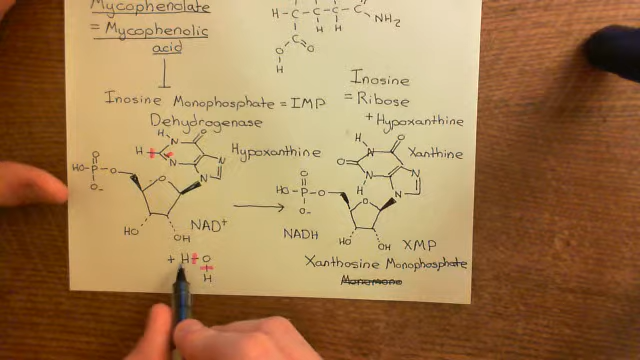 Mycophenolate
= Mycophenolic
acid
H-C-C-C-C
NH2
C
O
O
H
H
H
Inosine
= Ribose
+ Hypoxanthine
Inosine Monophosphate = IMP
Dehydrogenase
Hypoxanthine
H
N
O
H
N
N
N
O
HO-P-O
O-
O
HO
OH
NAD+
+ H-O
H
Xanthine
H
N
O
O
N
H
N
N
O
HO-P-O
O-
O
HO
OH
NADH
XMP
Xanthosine Monophosphate